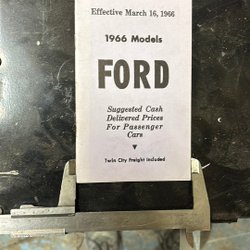 Effective March 16, 1966
1966 Models
FORD
Suggested Cash
Delivered Prices
For Passenger
Cars
Twin City Freight Included